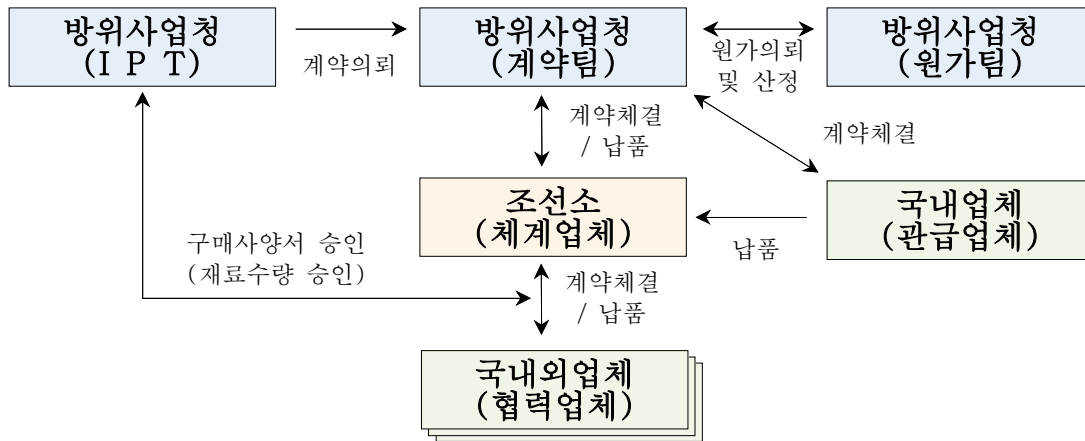 방위사업청
(I P T)
계약의뢰
방위사업청
(계약팀)
원가의뢰
및 산정
방위사업청
(원가팀)
계약체결
/ 납품
계약체결
조선소
(체계업체)
납품
국내업체
(관급업체)
구매사양서 승인
(재료수량 승인)
계약체결
/ 납품
국내외업체
(협력업체)